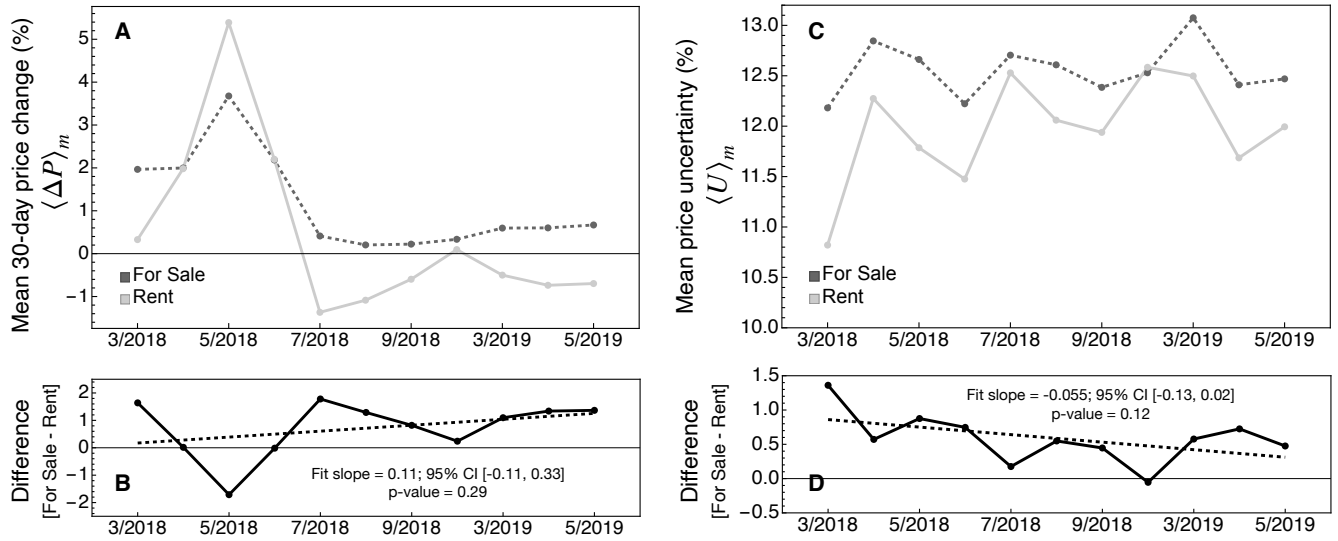 A
Mean 30-day price change (%)
⟨ΔP⟩m
5
4
3
2
1
0
−1
For Sale
Rent
3/2018 5/2018 7/2018 9/2018 3/2019 5/2019
B
Difference
[For Sale - Rent]
2
1
0
−1
−2
Fit slope = 0.11; 95% CI [-0.11, 0.33]
p-value = 0.29
3/2018 5/2018 7/2018 9/2018 3/2019 5/2019
C
Mean price uncertainty (%)
⟨U⟩m
13.0
12.5
12.0
11.5
11.0
10.5
10.0
For Sale
Rent
3/2018 5/2018 7/2018 9/2018 3/2019 5/2019
D
Difference
[For Sale - Rent]
1.5
1.0
0.5
0.0
−0.5
Fit slope = -0.055; 95% CI [-0.13, 0.02]
p-value = 0.12
3/2018 5/2018 7/2018 9/2018 3/2019 5/2019